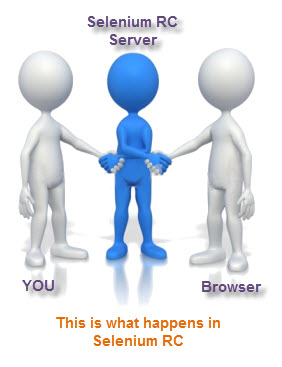 Selenium RC
Server
YOU
Browser
This is what happens in
Selenium RC